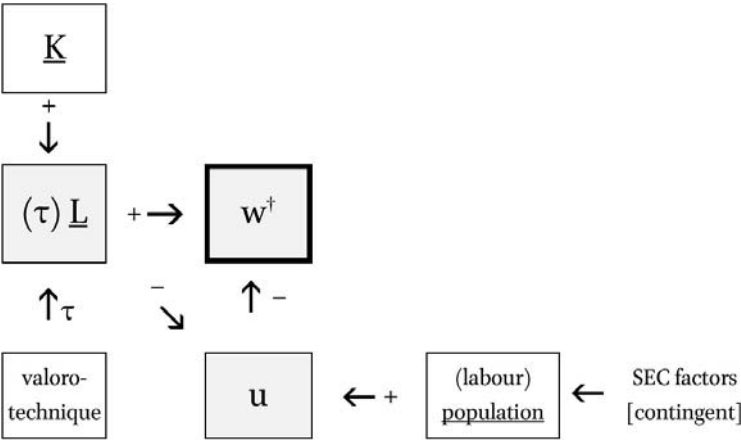 K
+
↓
(τ) L + → w†
↑ τ – ↘ ↑ –
valoro- (labour) SEC factors
technique u ← + population ← [contingent]